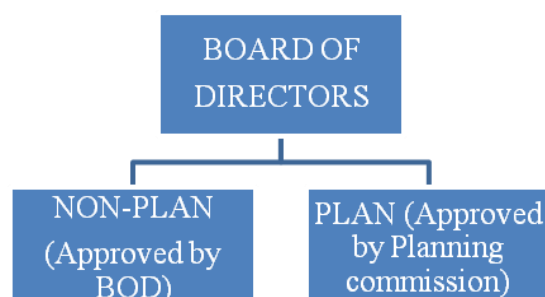 BOARD OF
DIRECTORS
NON-PLAN
(Approved by
BOD)
PLAN (Approved
by Planning
commission)